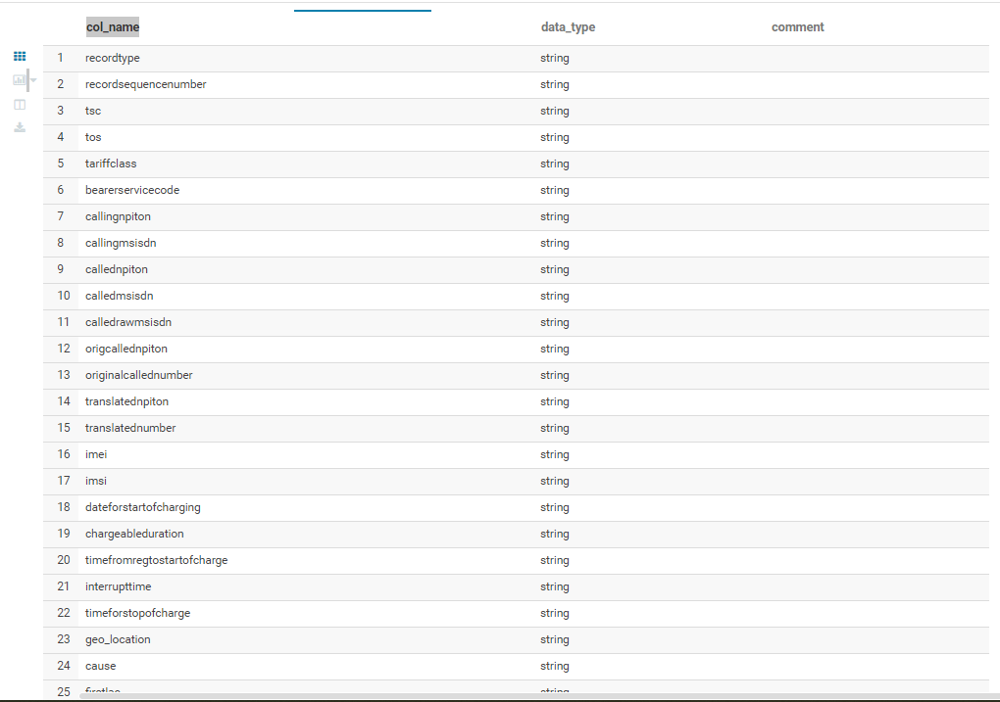 col_name data_type comment
1 recordtype string
2 recordsequencenumber string
3 tsc string
4 tos string
5 tariffclass string
6 bearerservicecode string
7 callingnpiton string
8 callingmsisdn string
9 callednpiton string
10 calledmsisdn string
11 calledrawmsisdn string
12 origcallednpiton string
13 originalcallednumber string
14 translatednpiton string
15 translatednumber string
16 imei string
17 imsi string
18 dateforstartofcharging string
19 chargeableduration string
20 timefromregtostartofcharge string
21 interrupttime string
22 timeforstopofcharge string
23 geo_location string
24 cause string
25 string